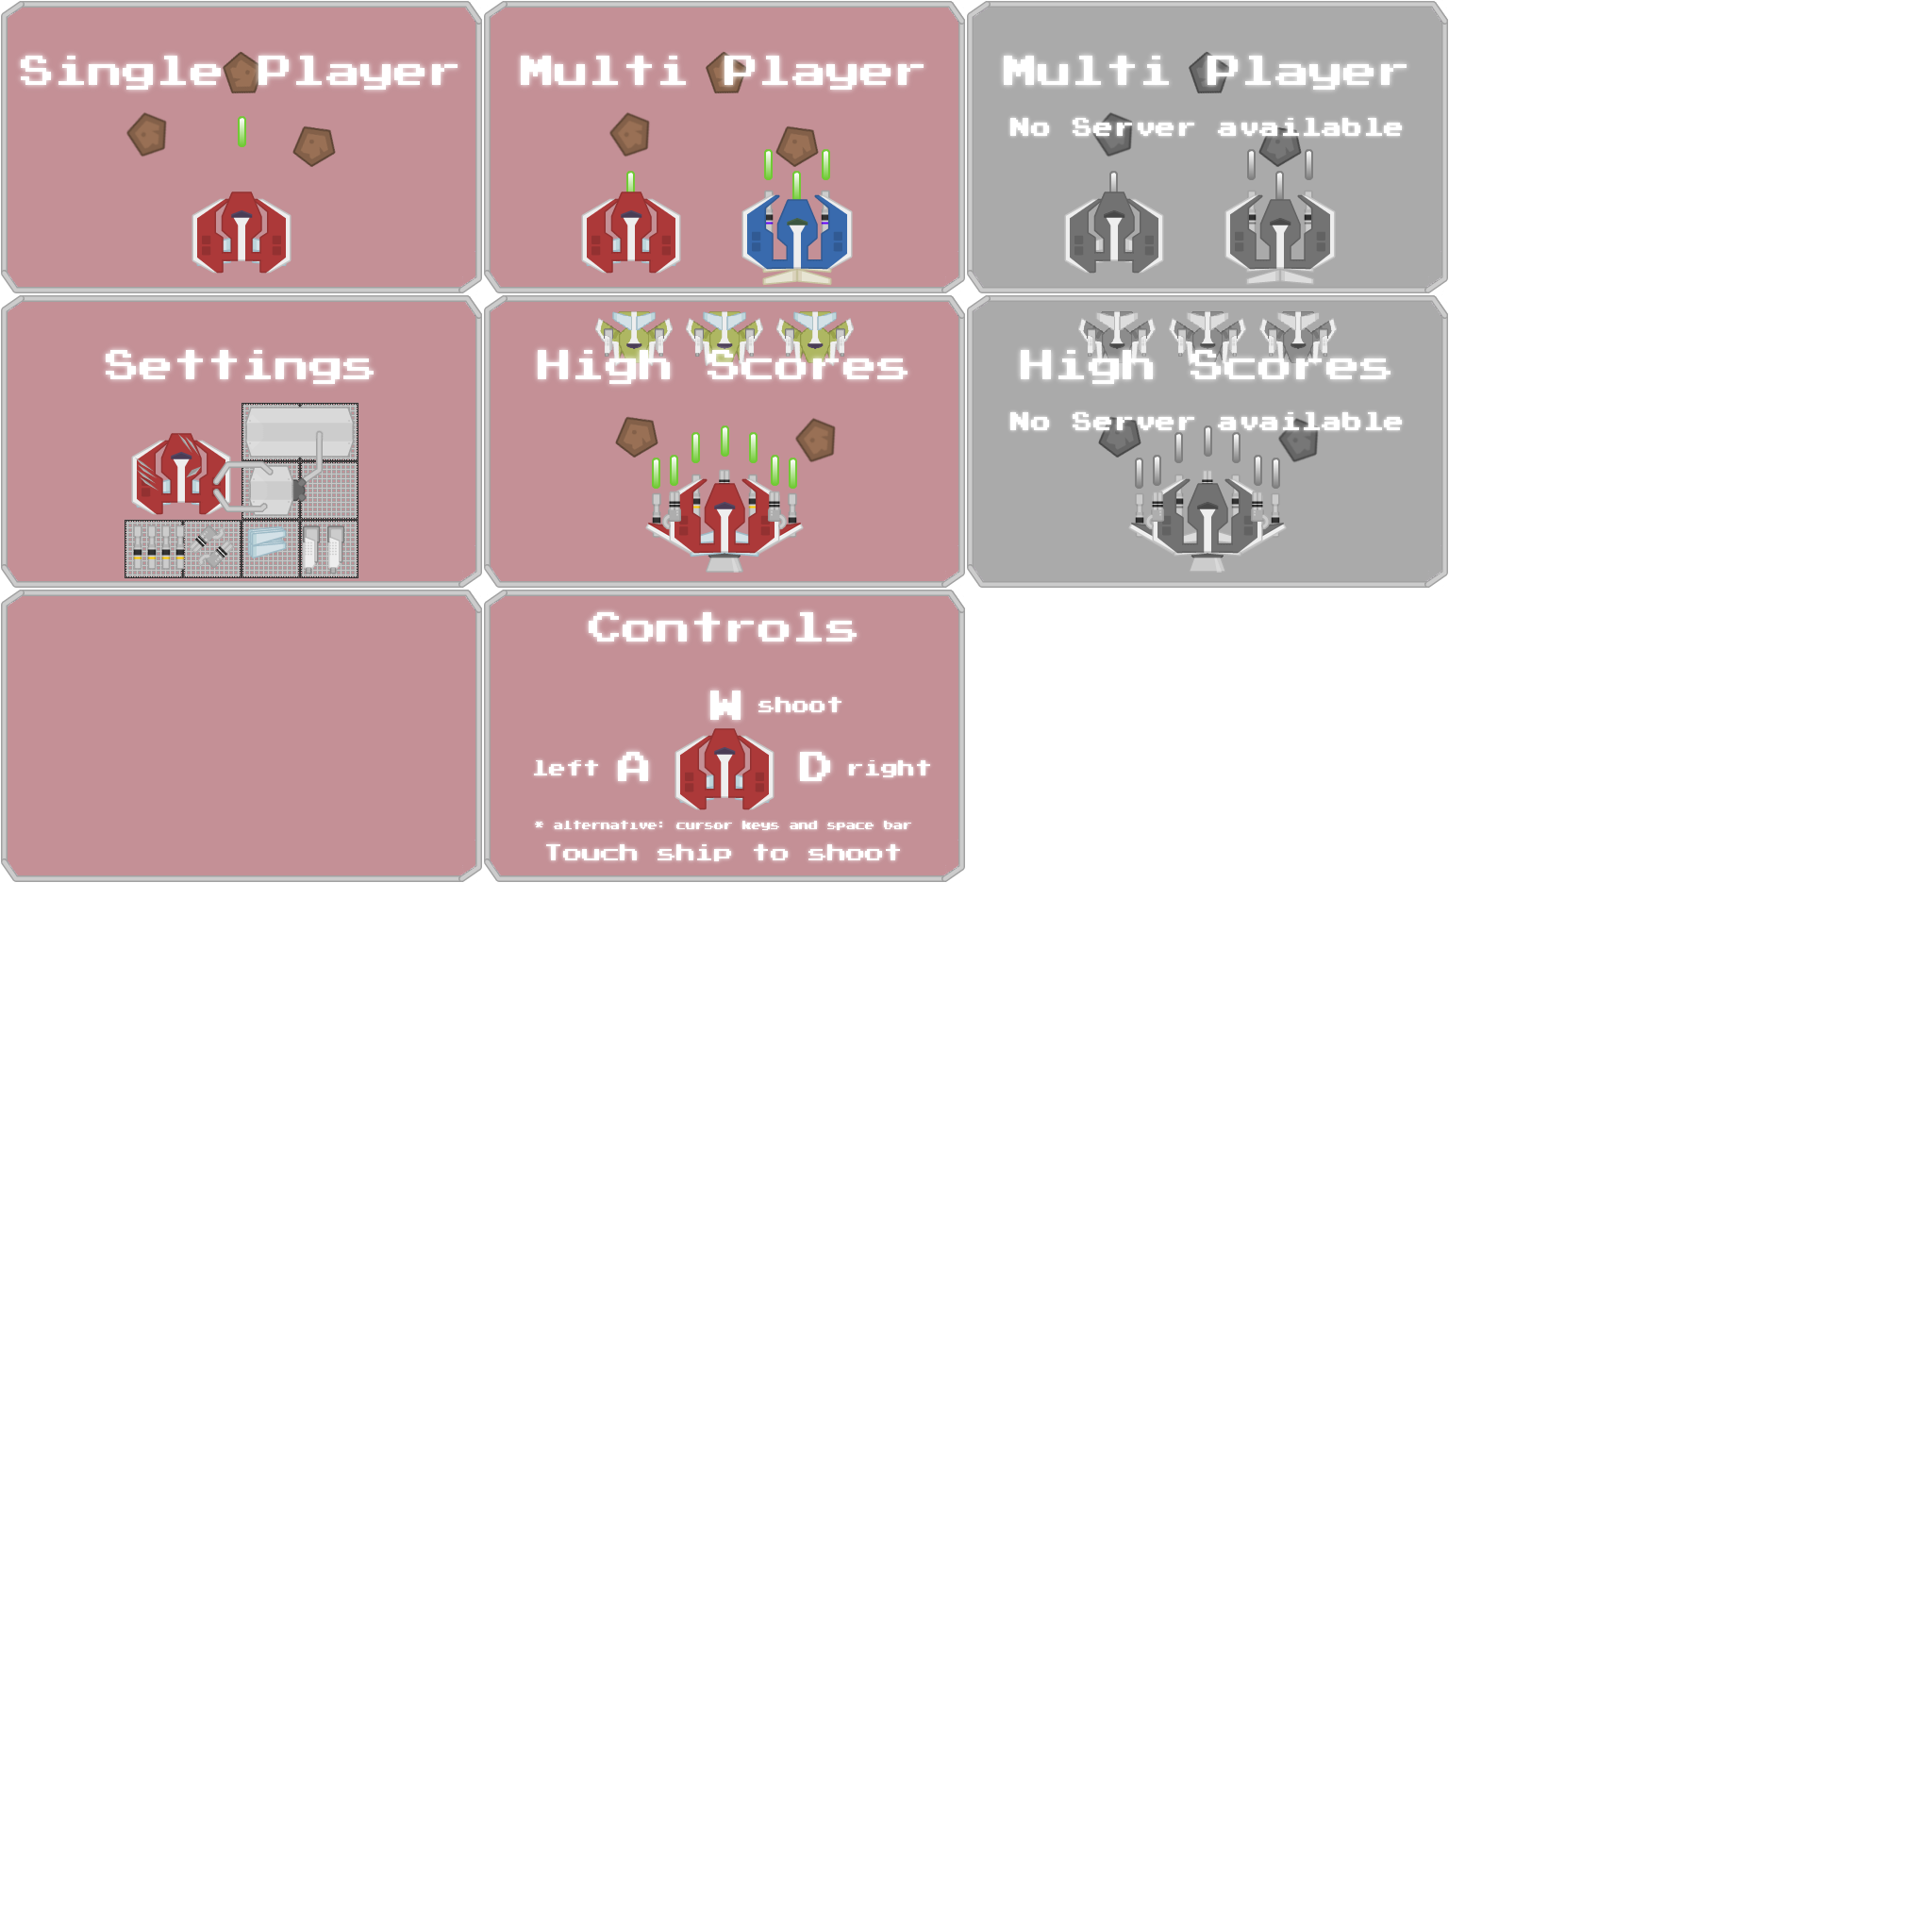 Single Player
Multi Player
Multi Player
No Server available
Settings
High Scores
High Scores
No Server available
Controls
W shoot
left A D right
* alternative: cursor keys and space bar
Touch ship to shoot